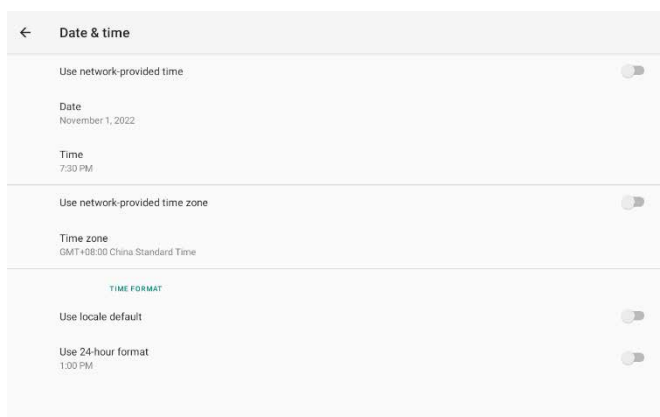 Date & time
Use network-provided time
Date
November 1, 2022
Time
7:30 PM
Use network-provided time zone
Time zone
GMT+08:00 China Standard Time
TIME FORMAT
Use locale default
Use 24-hour format
1:00 PM